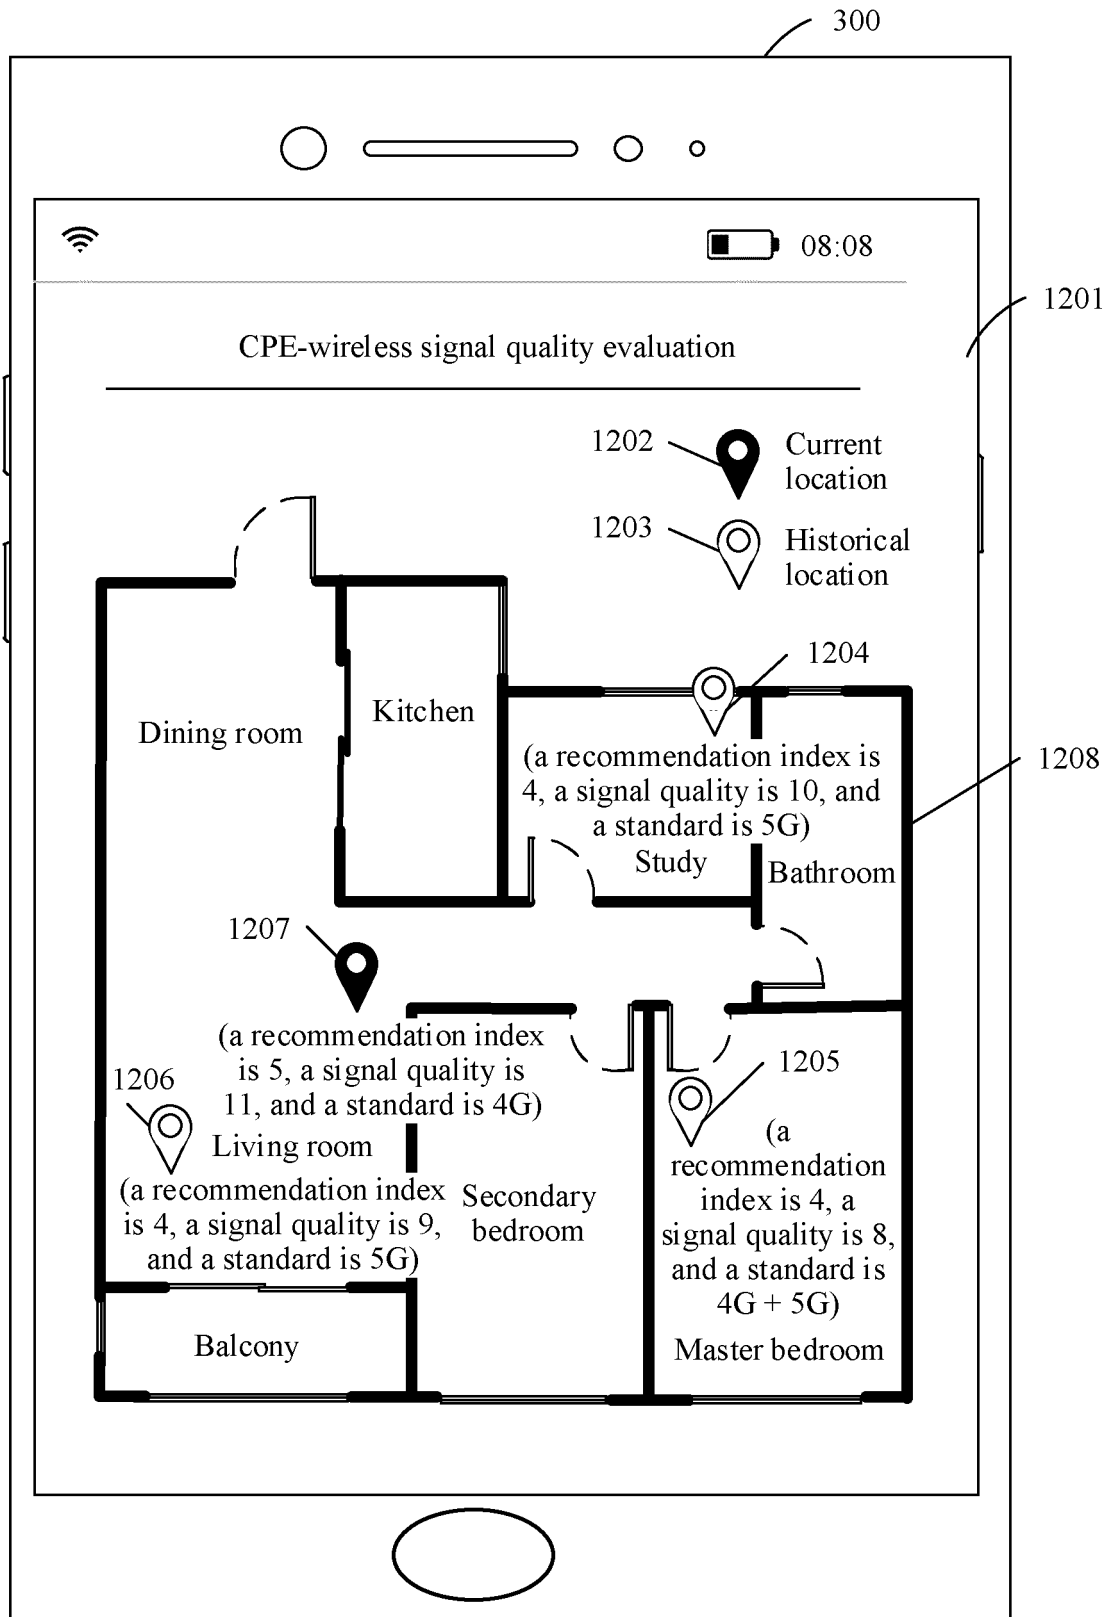 300
08:08
1201
CPE-wireless signal quality evaluation
1202
Current
location
1203
Historical
location
1204
Dining room
Kitchen
(a recommendation index is
4, a signal quality is 10, and
a standard is 5G)
Study
1208
Bathroom
1207
(a recommendation index
is 5, a signal quality is
11, and a standard is 4G)
1206
Living room
(a recommendation index
is 4, a signal quality is 9,
and a standard is 5G)
Secondary
bedroom
1205
(a
recommendation
index is 4, a
signal quality is 8,
and a standard is
4G + 5G)
Master bedroom
Balcony